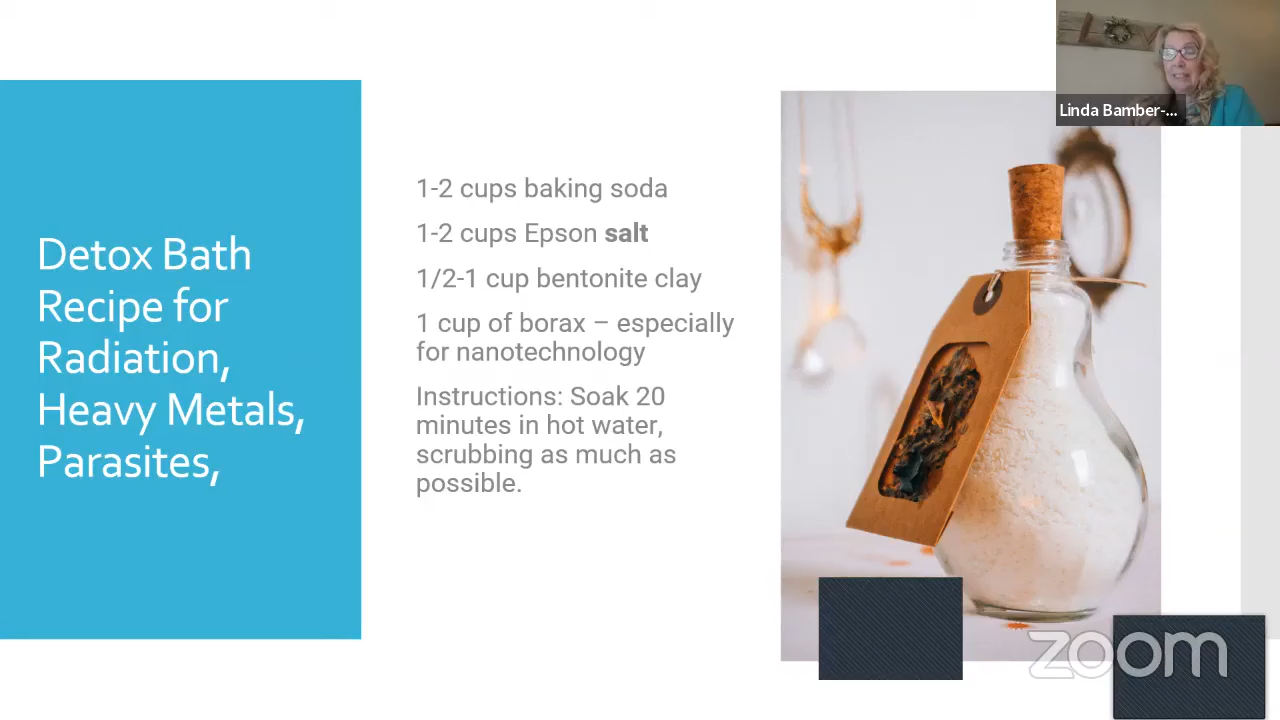 Linda Bamber-...
Detox Bath
Recipe for
Radiation,
Heavy Metals,
Parasites,
1-2 cups baking soda
1-2 cups Epson salt
1/2-1 cup bentonite clay
1 cup of borax – especially
for nanotechnology
Instructions: Soak 20
minutes in hot water,
scrubbing as much as
possible.
zoom